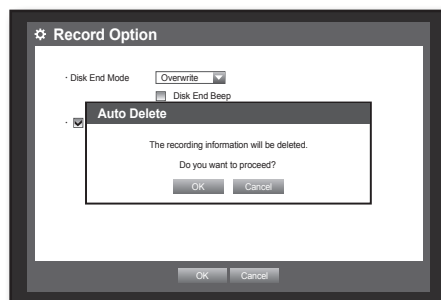 Record Option
· Disk End Mode Overwrite
Disk End Beep
·
Auto Delete
The recording information will be deleted.
Do you want to proceed?
OK Cancel
OK Cancel